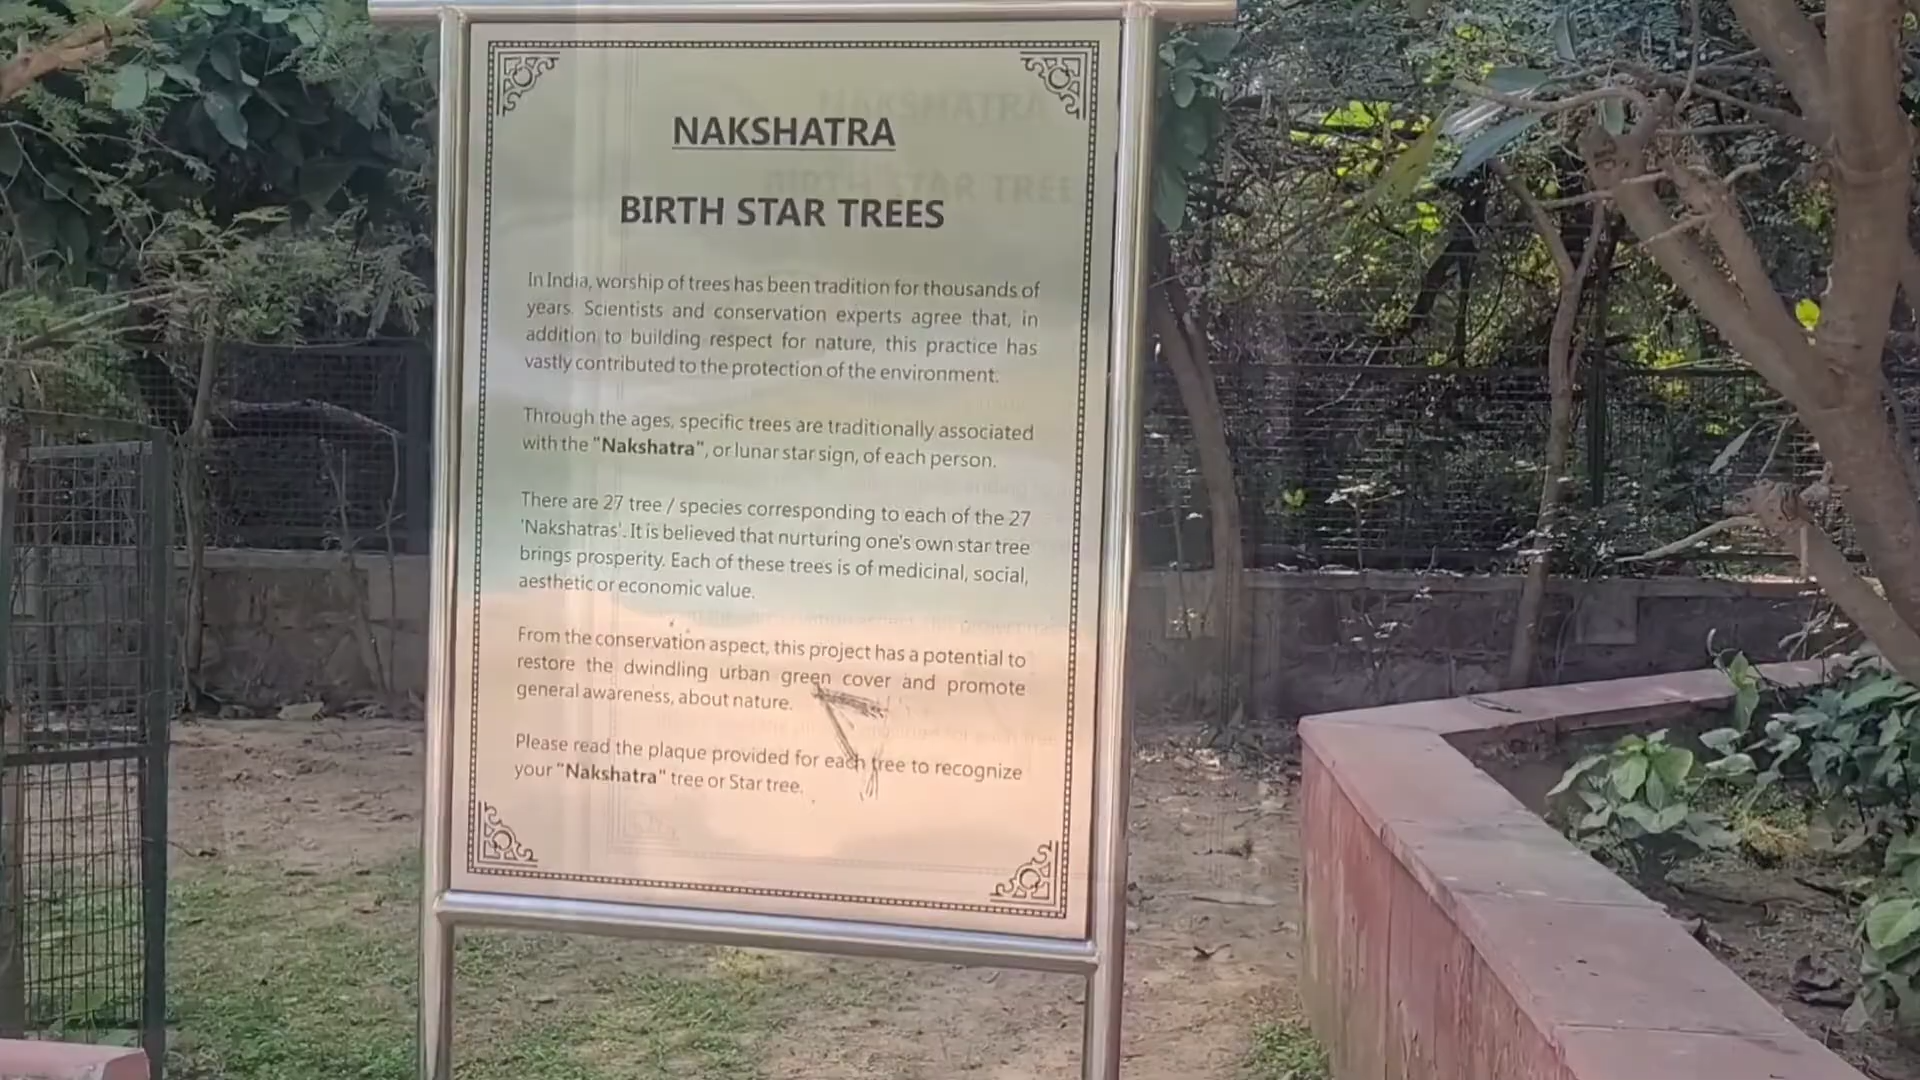 NAKSHATRA
BIRTH STAR TREES
In India, worship of trees has been tradition for thousands of
years. Scientists and conservation experts agree that, in
addition to building respect for nature, this practice has
vastly contributed to the protection of the environment.
Through the ages, specific trees are traditionally associated
with the "Nakshatra", or lunar star sign, of each person.
There are 27 tree / species corresponding to each of the 27
'Nakshatras'. It is believed that nurturing one's own star tree
brings prosperity. Each of these trees is of medicinal, social,
aesthetic or economic value.
From the conservation aspect, this project has a potential to
restore the dwindling urban green cover and promote
general awareness, about nature.
Please read the plaque provided for each tree to recognize
your "Nakshatra" tree or Star tree.